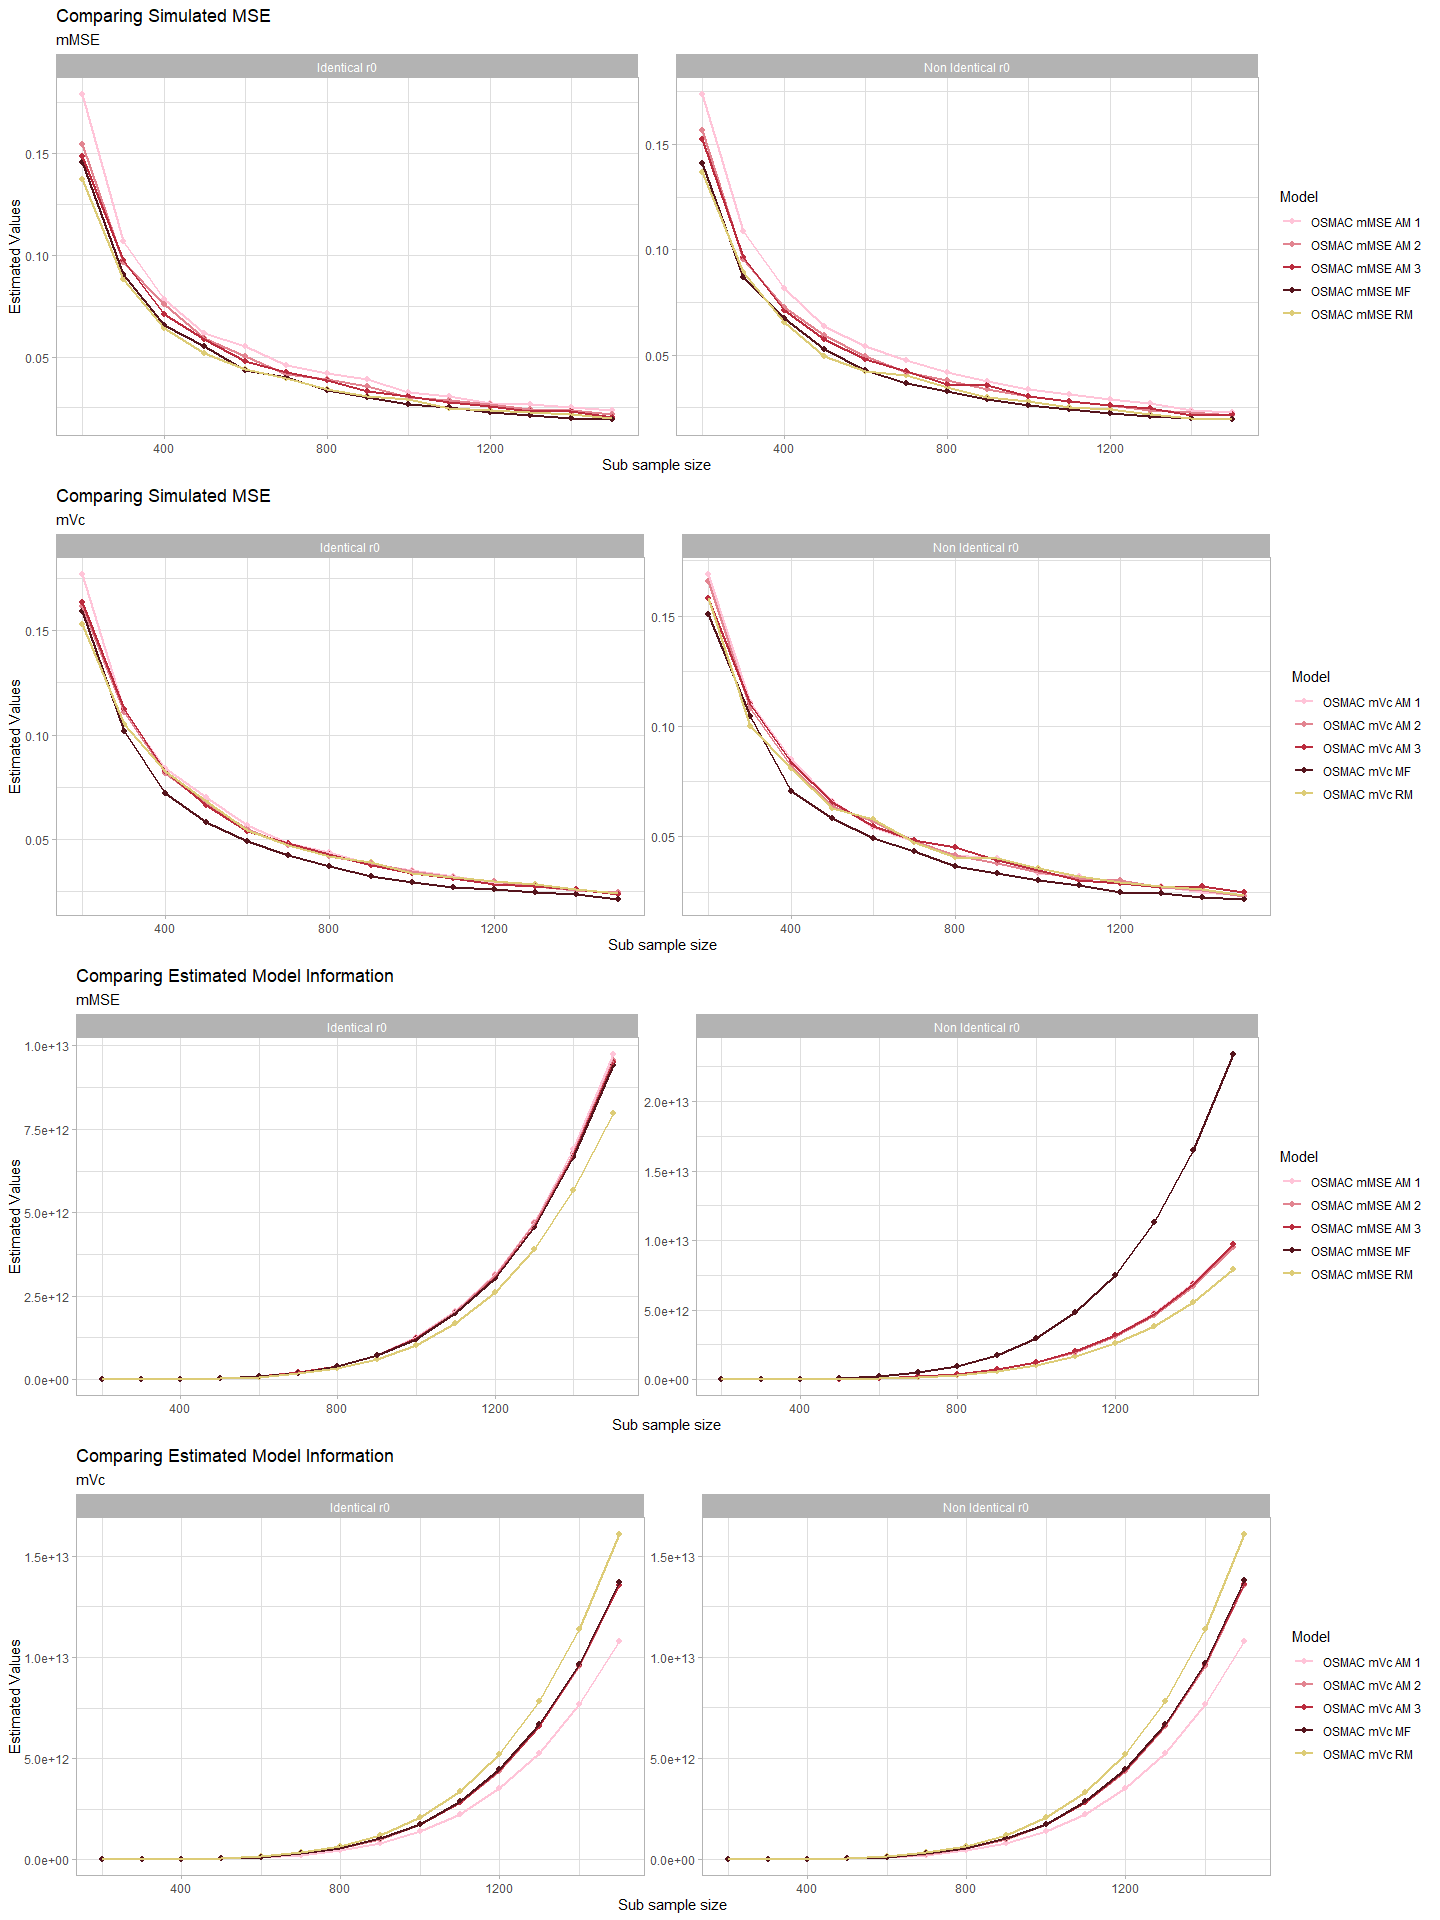 Comparing Simulated MSE
mMSE
Identical r0
Non Identical r0
Estimated Values
0.15
0.10
0.05
0.15
0.10
0.05
400
800
1200
400
800
1200
Sub sample size
Model
OSMAC mMSE AM 1
OSMAC mMSE AM 2
OSMAC mMSE AM 3
OSMAC mMSE MF
OSMAC mMSE RM
Comparing Simulated MSE
mVc
Identical r0
Non Identical r0
Estimated Values
0.15
0.10
0.05
0.15
0.10
0.05
400
800
1200
400
800
1200
Sub sample size
Model
OSMAC mVc AM 1
OSMAC mVc AM 2
OSMAC mVc AM 3
OSMAC mVc MF
OSMAC mVc RM
Comparing Estimated Model Information
mMSE
Identical r0
Non Identical r0
Estimated Values
1.0e+13
7.5e+12
5.0e+12
2.5e+12
0.0e+00
2.0e+13
1.5e+13
1.0e+13
5.0e+12
0.0e+00
400
800
1200
400
800
1200
Sub sample size
Model
OSMAC mMSE AM 1
OSMAC mMSE AM 2
OSMAC mMSE AM 3
OSMAC mMSE MF
OSMAC mMSE RM
Comparing Estimated Model Information
mVc
Identical r0
Non Identical r0
Estimated Values
1.5e+13
1.0e+13
5.0e+12
0.0e+00
1.5e+13
1.0e+13
5.0e+12
0.0e+00
400
800
1200
400
800
1200
Sub sample size
Model
OSMAC mVc AM 1
OSMAC mVc AM 2
OSMAC mVc AM 3
OSMAC mVc MF
OSMAC mVc RM